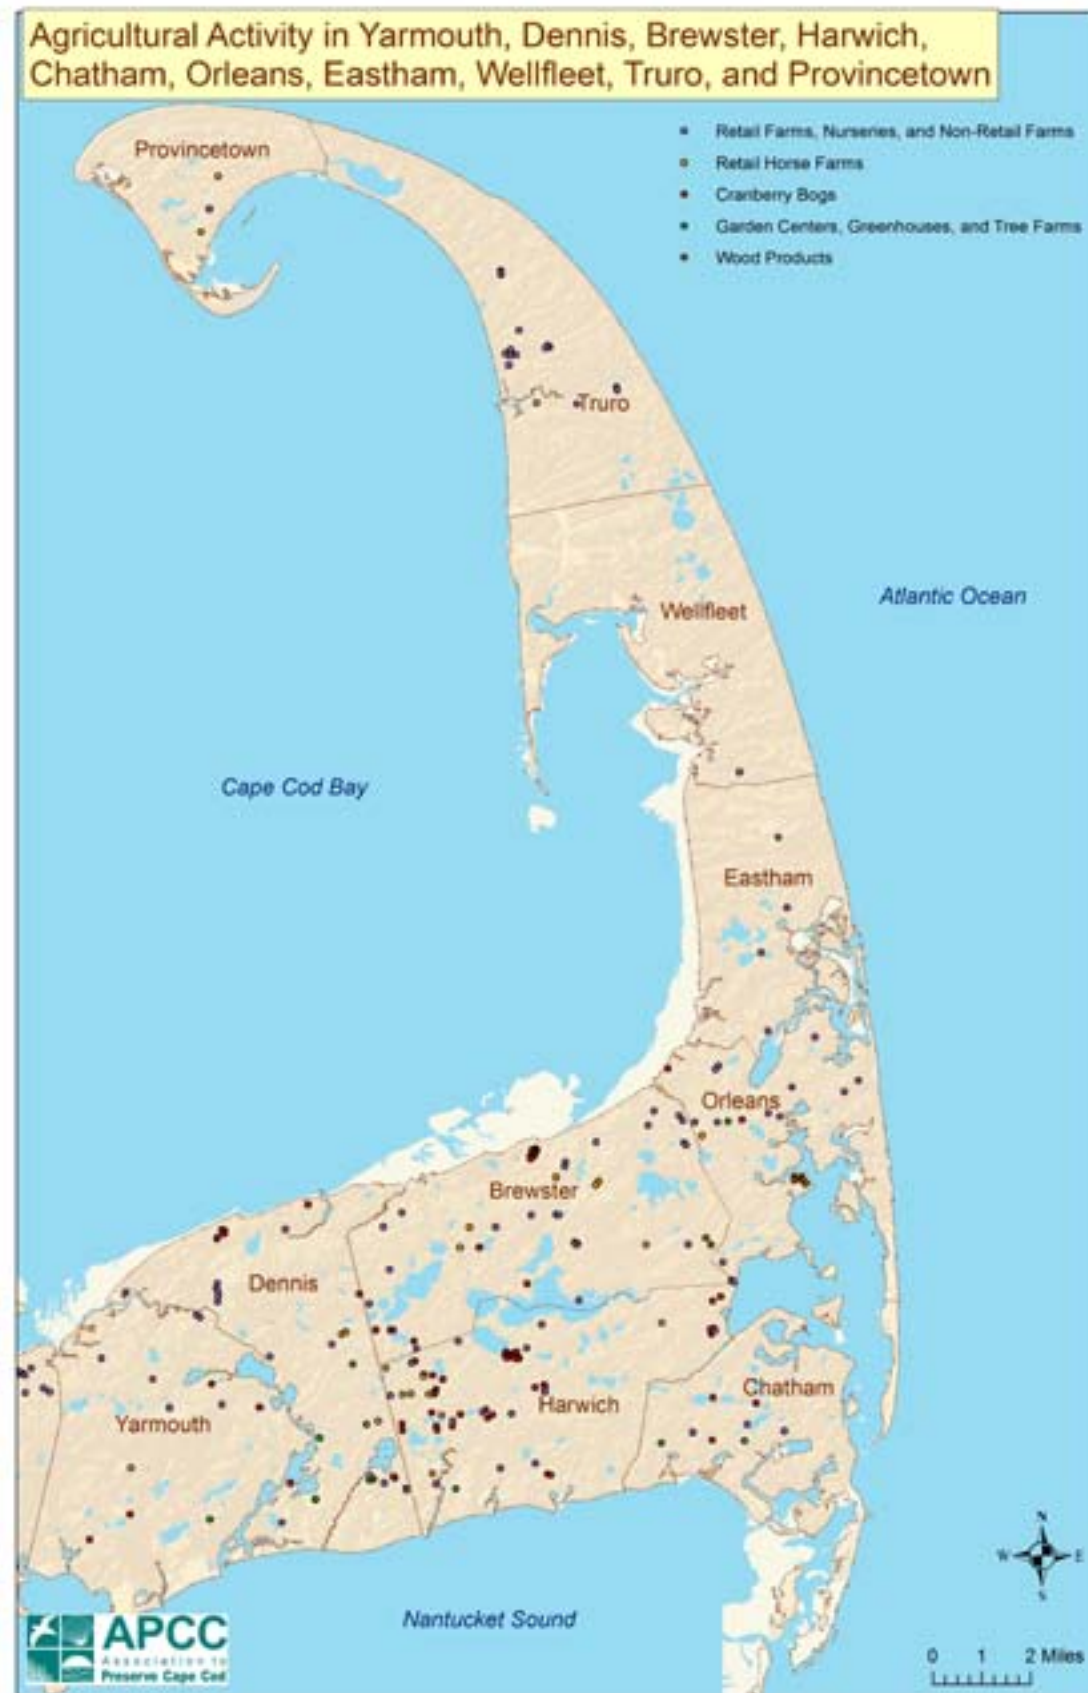 Agricultural Activity in Yarmouth, Dennis, Brewster, Harwich,
Chatham, Orleans, Eastham, Wellfleet, Truro, and Provincetown
Retail Farms, Nurseries, and Non-Retail Farms
Retail Horse Farms
Cranberry Bogs
Garden Centers, Greenhouses, and Tree Farms
Wood Products
Provincetown
Truro
Wellfleet
Atlantic Ocean
Cape Cod Bay
Eastham
Orleans
Brewster
Dennis
Chatham
Harwich
Yarmouth
Nantucket Sound
N
W E
S
0 1 2 Miles
APCC
Association to
Preserve Cape Cod